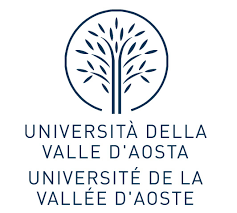 UNIVERSITÀ DELLA
VALLE D'AOSTA
UNIVERSITÉ DE LA
VALLÉE D'AOSTE